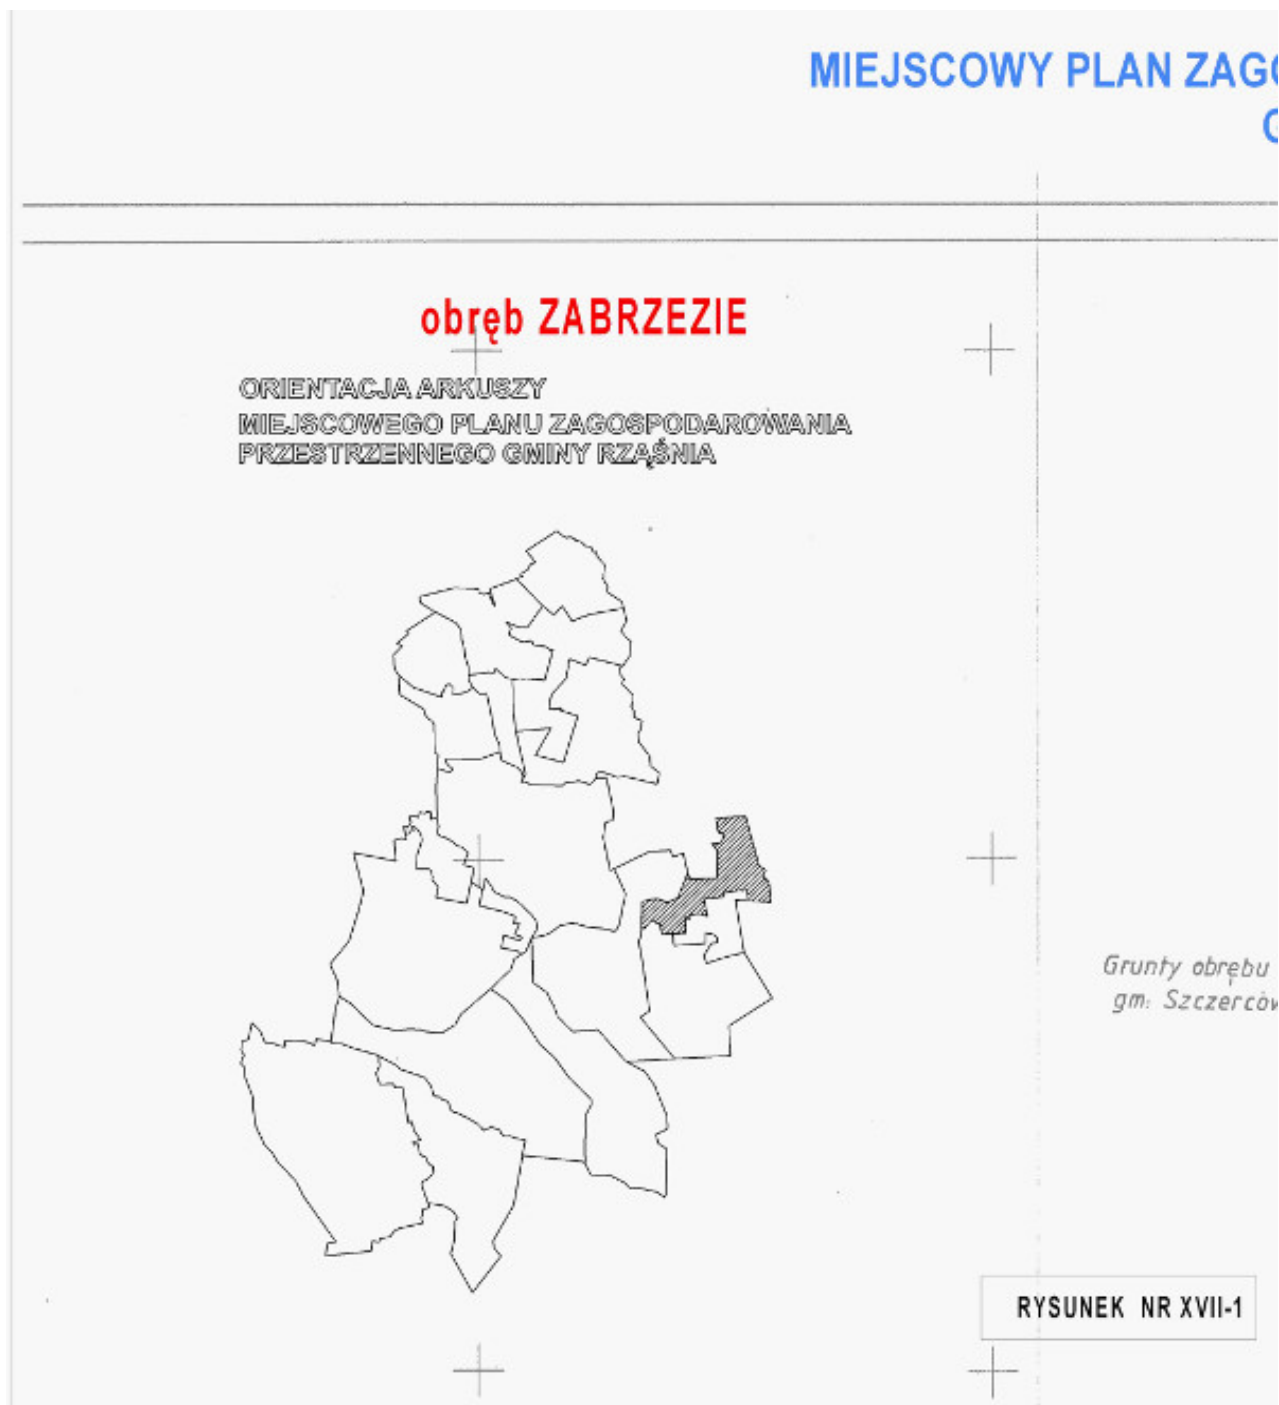 MIEJSCOWY PLAN ZAGO
G
obręb ZABRZEZIE
ORIENTACJA ARKUSZY
MIEJSCOWEGO PLANU ZAGOSPODAROWANIA
PRZESTRZENNEGO GMINY RZĄŚNIA
Grunty obrębu
gm. Szczerców
RYSUNEK NR XVII-1